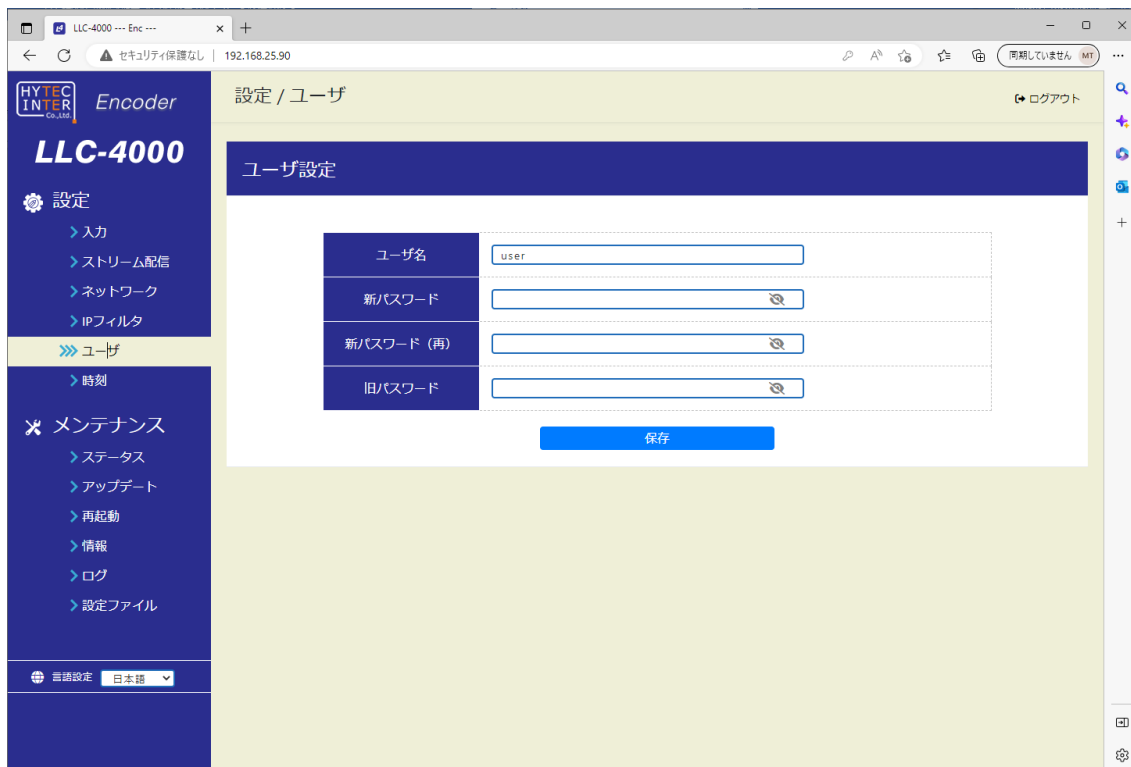 LLC-4000 --- Enc ---
セキュリティ保護なし | 192.168.25.90
同期していません MT
HYTEC INTER Co.,Ltd. Encoder
LLC-4000
設定 / ユーザ
ログアウト
設定
入力
ストリーム配信
ネットワーク
IPフィルタ
ユーザ
時刻
メンテナンス
ステータス
アップデート
再起動
情報
ログ
設定ファイル
言語設定 日本語
ユーザ設定
ユーザ名 user
新パスワード
新パスワード（再）
旧パスワード
保存